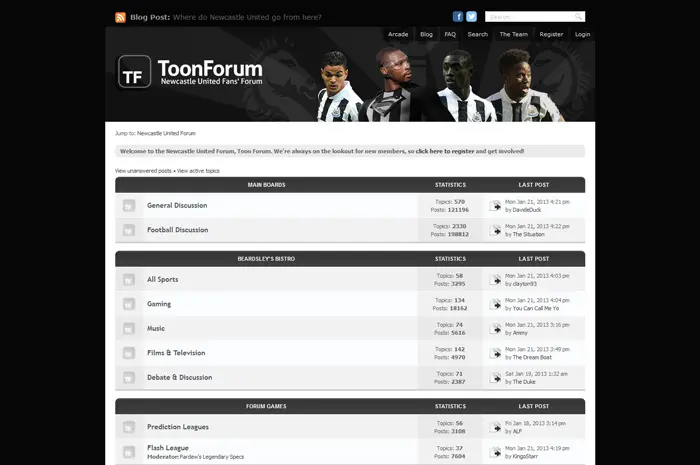 Blog Post: Where do Newcastle United go from here?
Search
Arcade Blog FAQ Search The Team Register Login
TF ToonForum
Newcastle United Fans' Forum
Jump to: Newcastle United Forum
Welcome to the Newcastle United Forum, Toon Forum. We're always on the lookout for new members, so click here to register and get involved!
View unanswered posts • View active topics
MAIN BOARDS STATISTICS LAST POST
General Discussion Topics: 570 Mon Jan 21, 2013 4:21 pm
Posts: 121196 by DaveleDuck
Football Discussion Topics: 2330 Mon Jan 21, 2013 4:22 pm
Posts: 198812 by The Situation
BEARDSLEY'S BISTRO STATISTICS LAST POST
All Sports Topics: 58 Mon Jan 21, 2013 4:03 pm
Posts: 3295 by clayton93
Gaming Topics: 134 Mon Jan 21, 2013 4:04 pm
Posts: 18162 by You Can Call Me Yo
Music Topics: 74 Mon Jan 21, 2013 3:16 pm
Posts: 5616 by Ammy
Films & Television Topics: 142 Mon Jan 21, 2013 3:49 pm
Posts: 4970 by The Dream Boat
Debate & Discussion Topics: 71 Sat Jan 19, 2013 1:32 am
Posts: 2387 by The Duke
FORUM GAMES STATISTICS LAST POST
Prediction Leagues Topics: 56 Fri Jan 18, 2013 3:14 pm
Posts: 3108 by ALF
Flash League Topics: 37 Mon Jan 21, 2013 4:19 pm
Moderator: Pardew's Legendary Specs Posts: 7604 by KingoStarr